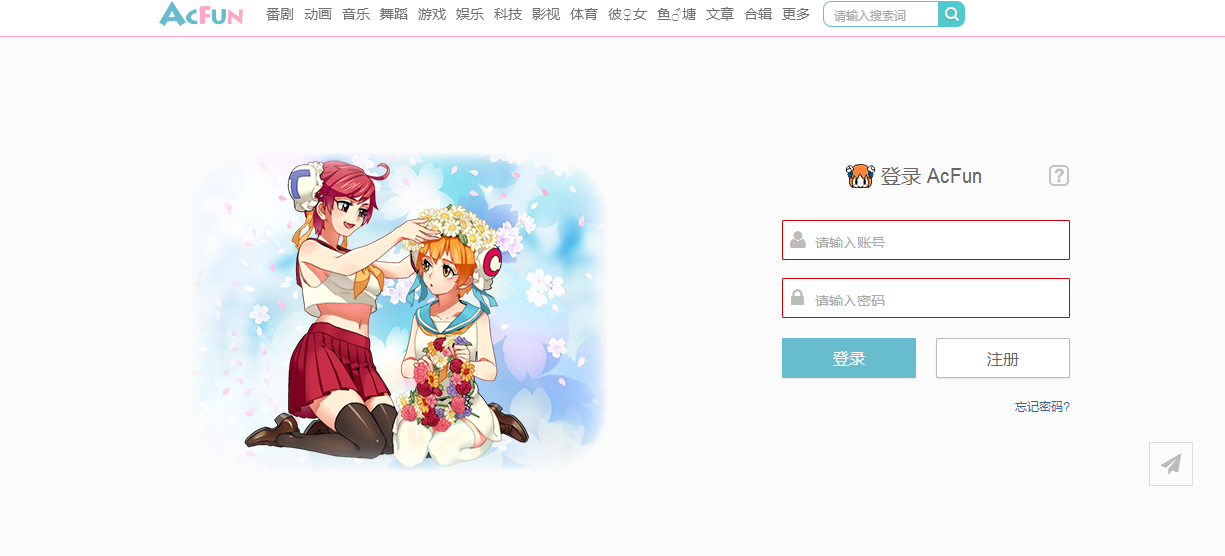 AcFun 番剧 动画 音乐 舞蹈 游戏 娱乐 科技 影视 体育 彼♀女 鱼♂塘 文章 合辑 更多 请输入搜索词
登录 AcFun ?
请输入账号
请输入密码
登录 注册
忘记密码?